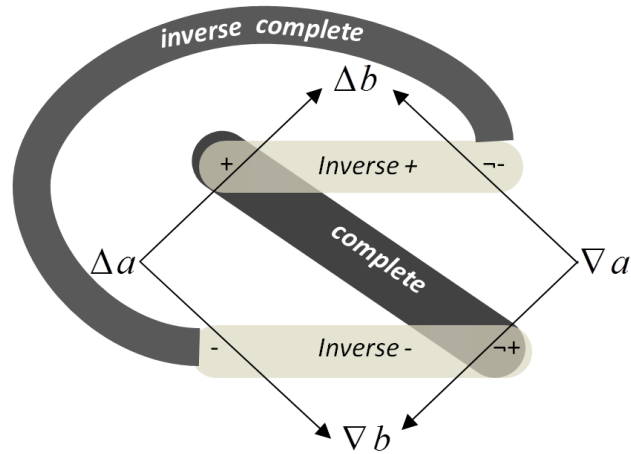 inverse complete
Δb
+ Inverse + ¬-
complete
Δa ∇a
- Inverse - ¬+
∇b